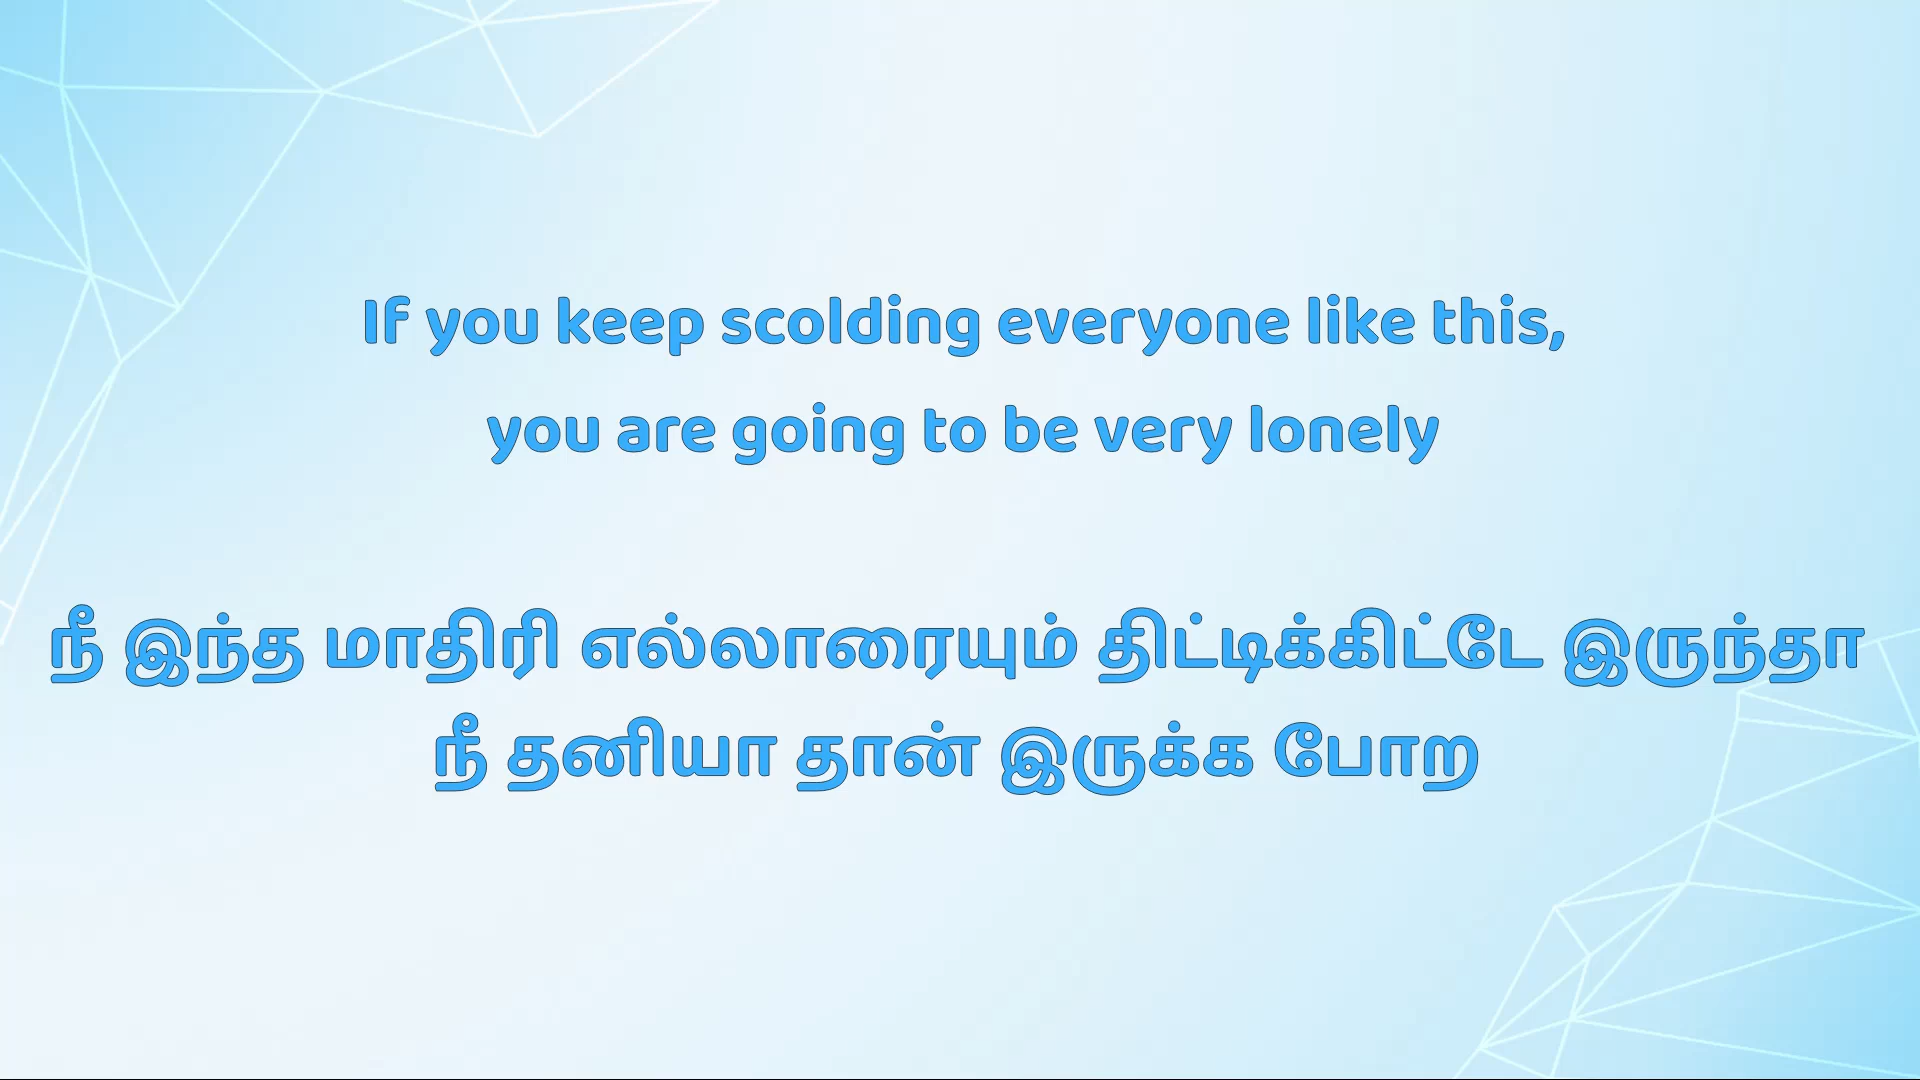 If you keep scolding everyone like this,
you are going to be very lonely
நீ இந்த மாதிரி எல்லாரையும் திட்டிக்கிட்டே இருந்தா
நீ தனியா தான் இருக்க போற